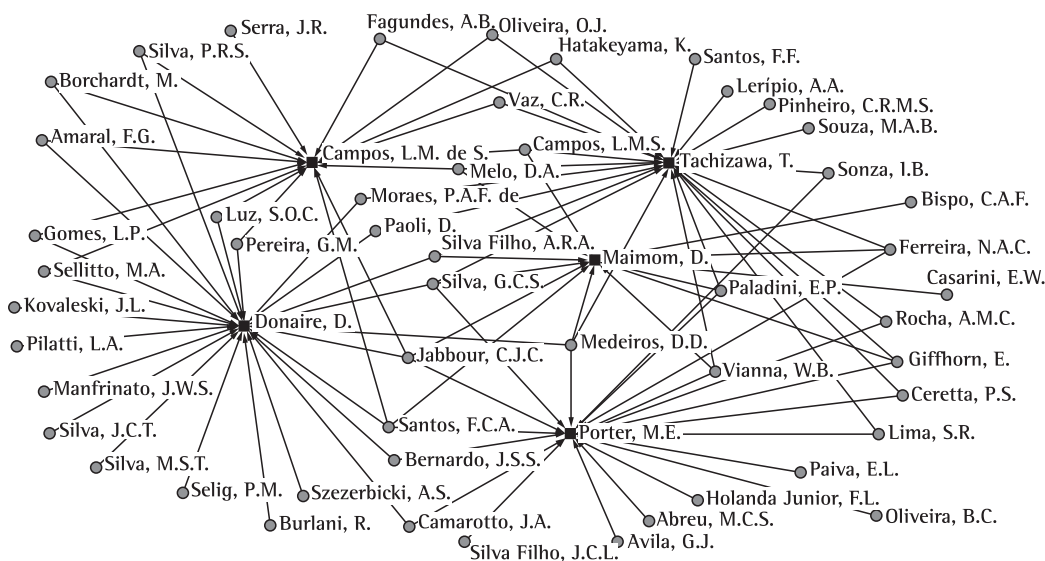 Serra, J.R.
Fagundes, A.B.
Oliveira, O.J.
Silva, P.R.S.
Hatakeyama, K.
Santos, F.F.
Borchardt, M.
Lerípio, A.A.
Vaz, C.R.
Pinheiro, C.R.M.S.
Souza, M.A.B.
Amaral, F.G.
Campos, L.M. de S.
Campos, L.M.S.
Tachizawa, T.
Melo, D.A.
Sonza, I.B.
Moraes, P.A.F. de
Bispo, C.A.F.
Luz, S.O.C.
Paoli, D.
Gomes, L.P.
Pereira, G.M.
Silva Filho, A.R.A.
Ferreira, N.A.C.
Maimom, D.
Sellitto, M.A.
Silva, G.C.S.
Paladini, E.P.
Casarini, E.W.
Kovaleski, J.L.
Donaire, D.
Rocha, A.M.C.
Pilatti, L.A.
Medeiros, D.D.
Jabbour, C.J.C.
Giffhorn, E.
Vianna, W.B.
Manfrinato, J.W.S.
Ceretta, P.S.
Silva, J.C.T.
Santos, F.C.A.
Porter, M.E.
Lima, S.R.
Silva, M.S.T.
Bernardo, J.S.S.
Paiva, E.L.
Selig, P.M.
Szezerbicki, A.S.
Holanda Junior, F.L.
Oliveira, B.C.
Burlani, R.
Camarotto, J.A.
Abreu, M.C.S.
Silva Filho, J.C.L.
Avila, G.J.